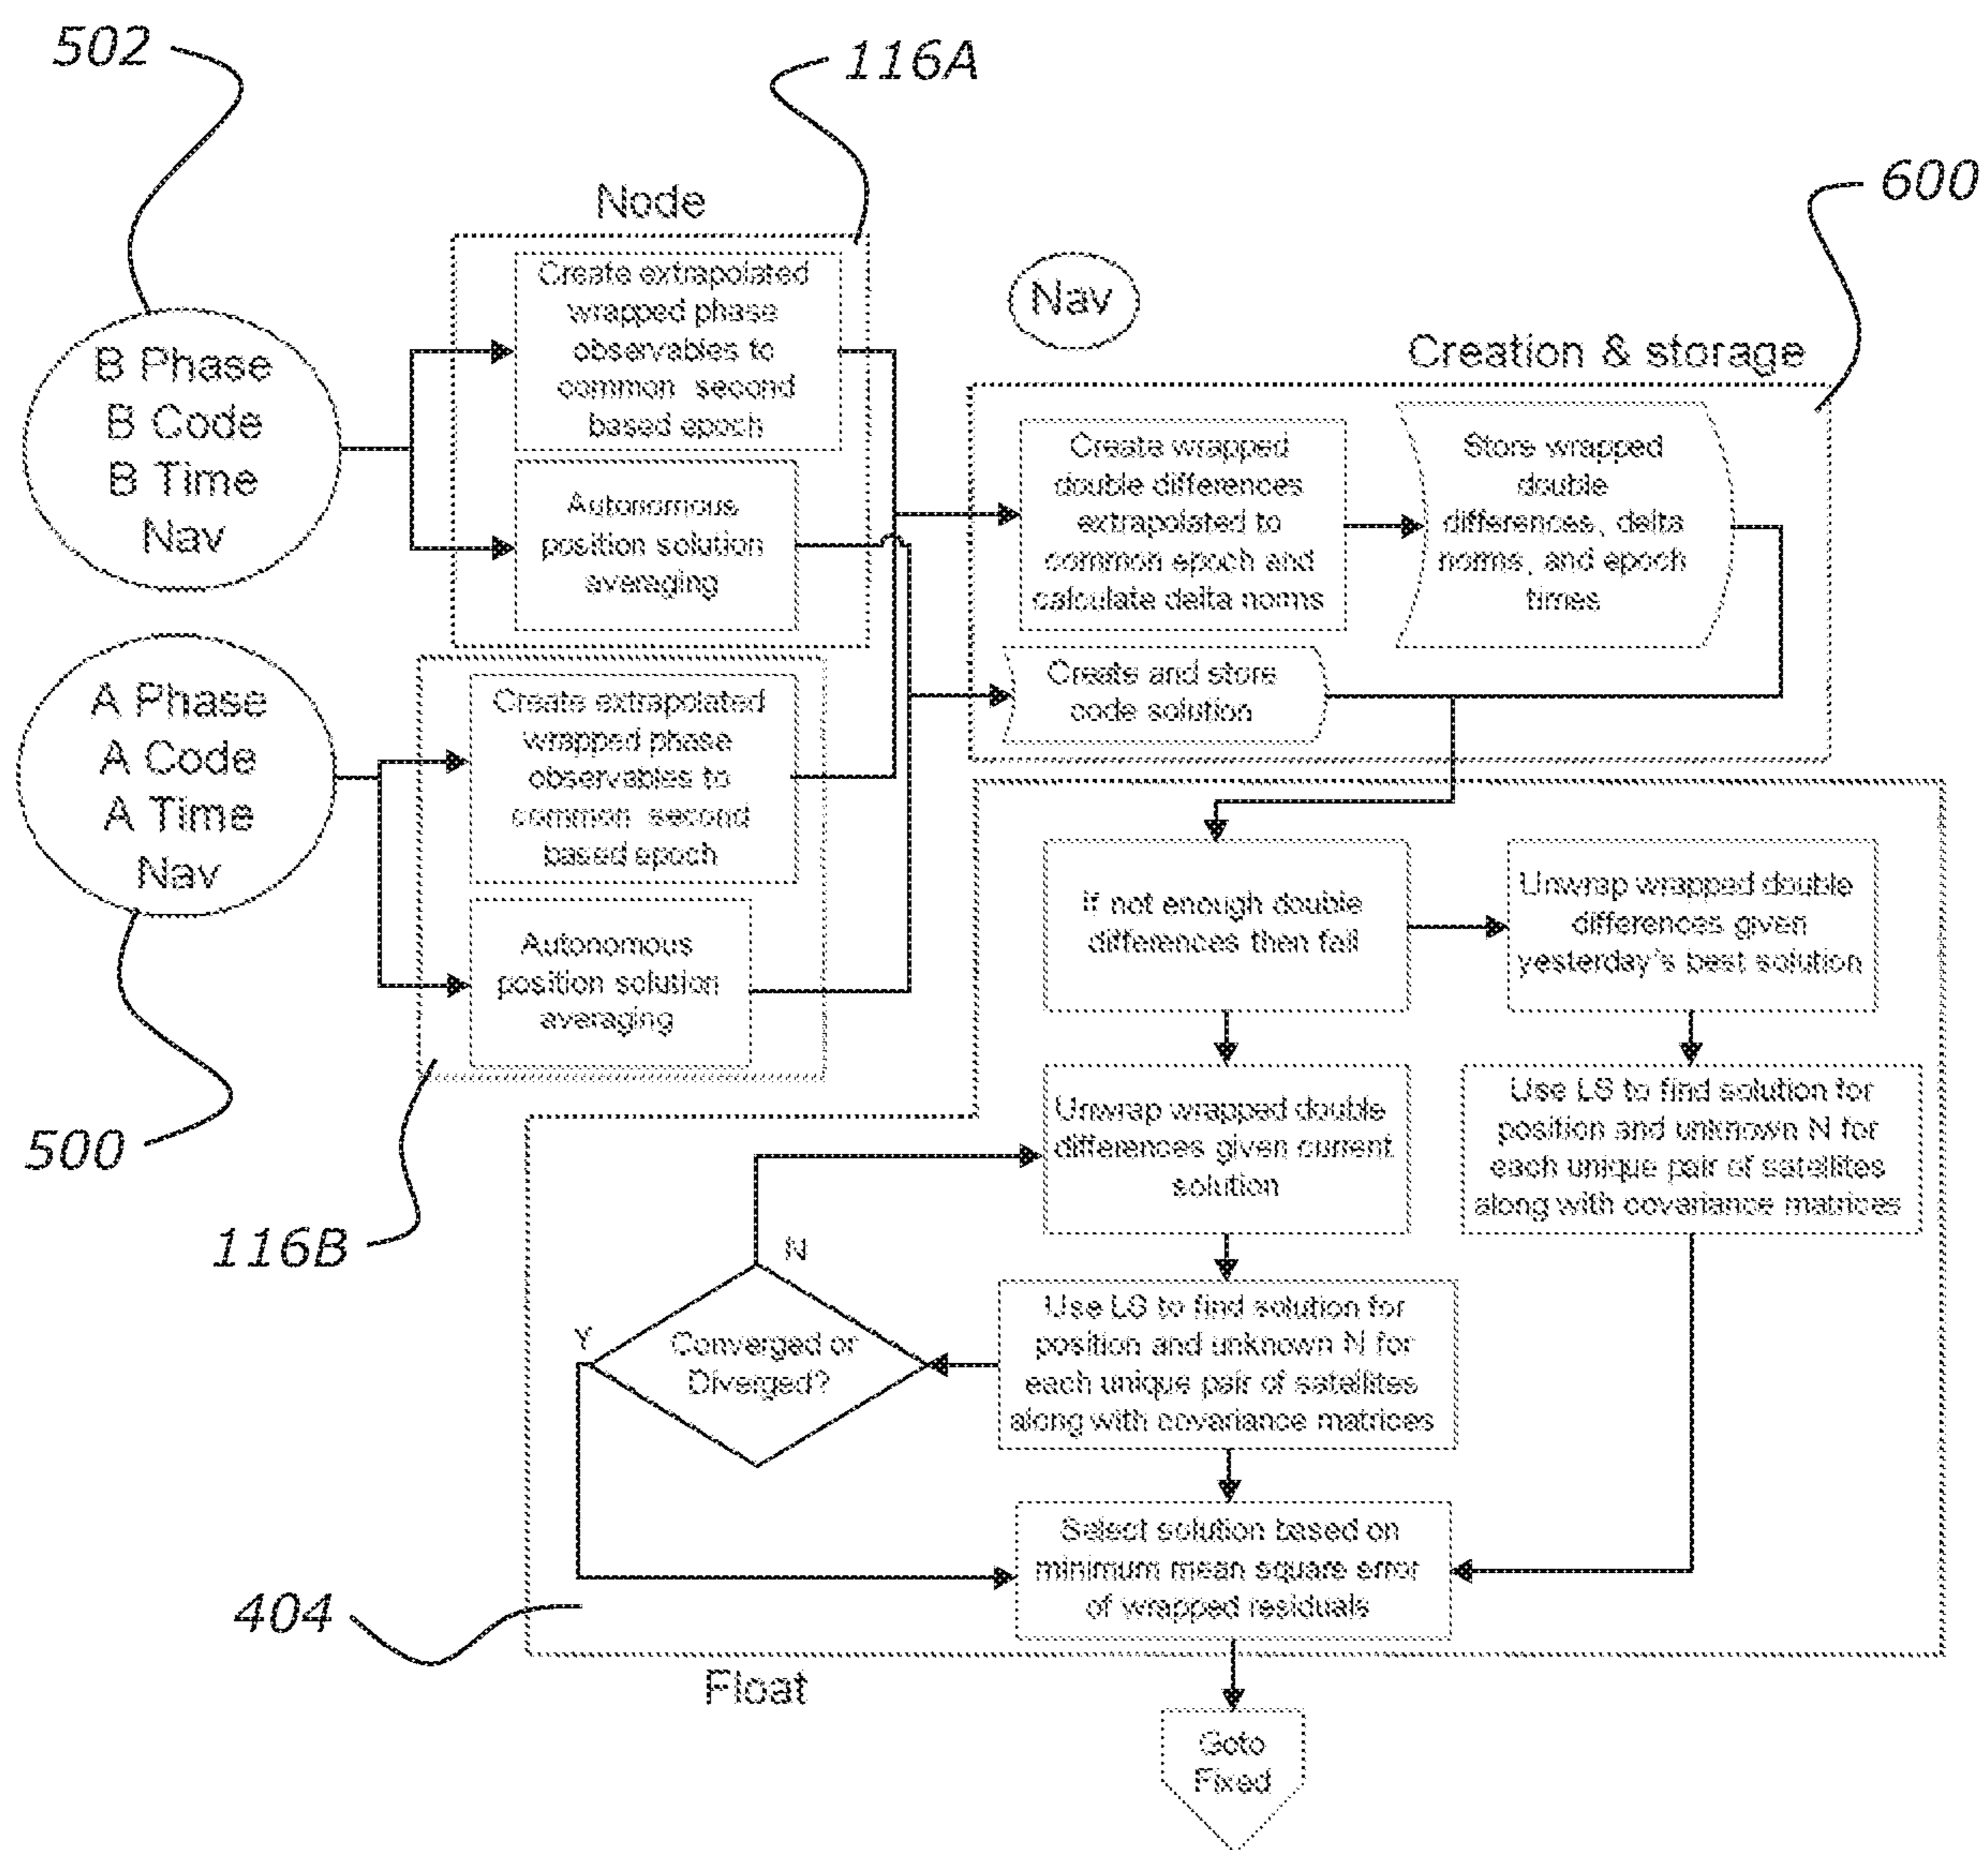 502
116A
600
Node
B Phase
B Code
B Time
Nav
Create extrapolated
wrapped phase
observables to
common second
based epoch
Autonomous
position solution
averaging
Nav
Creation & storage
Create wrapped
double differences
extrapolated to
common epoch and
calculate delta norms
Store wrapped
double
differences, delta
norms, and epoch
times
Create and store
code solution
A Phase
A Code
A Time
Nav
Create extrapolated
wrapped phase
observables to
common second
based epoch
Autonomous
position solution
averaging
500
116B
If not enough double
differences then fail
Unwrap wrapped double
differences given
yesterday's best solution
Unwrap wrapped double
differences given current
solution
Use LS to find solution for
position and unknown N for
each unique pair of satellites
along with covariance matrices
N
Y
Converged or
Diverged?
Use LS to find solution for
position and unknown N for
each unique pair of satellites
along with covariance matrices
Select solution based on
minimum mean square error
of wrapped residuals
404
Float
Goto
Fixed